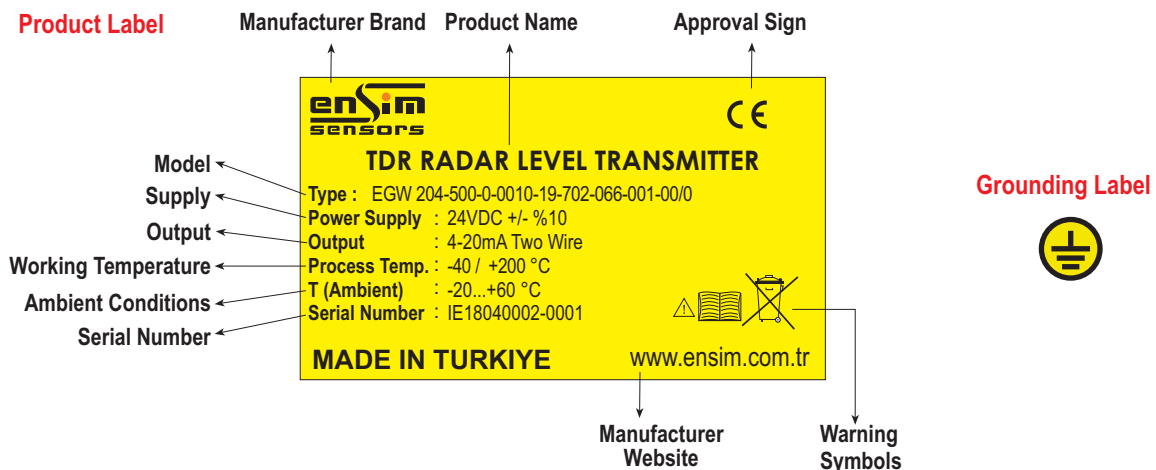 Product Label
Manufacturer Brand
Product Name
Approval Sign
ensim
sensors
CE
TDR RADAR LEVEL TRANSMITTER
Model
Type : EGW 204-500-0-0010-19-702-066-001-00/0
Supply
Power Supply : 24VDC +/- %10
Output
Output : 4-20mA Two Wire
Working Temperature
Process Temp. : -40 / +200 °C
Ambient Conditions
T (Ambient) : -20...+60 °C
Serial Number
Serial Number : IE18040002-0001
MADE IN TURKIYE
www.ensim.com.tr
Grounding Label
Manufacturer
Website
Warning
Symbols